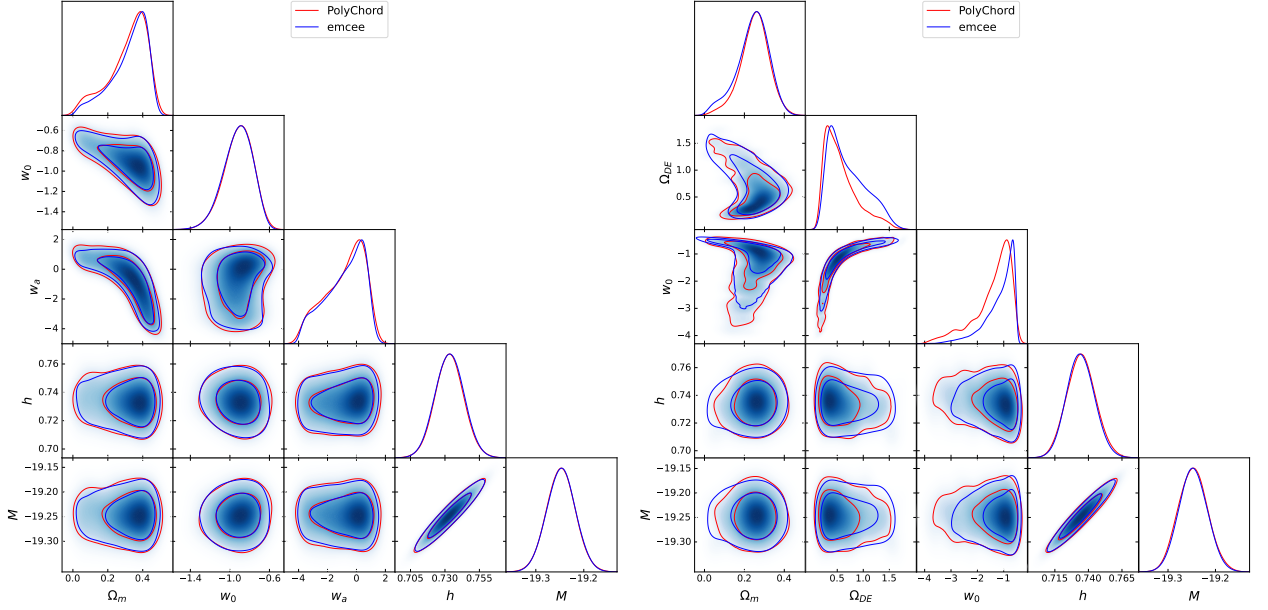 PolyChord
emcee
w₀
−0.6
−0.8
−1.0
−1.2
−1.4
wₐ
2
0
−2
−4
h
0.76
0.74
0.72
0.70
M
−19.15
−19.20
−19.25
−19.30
0.0 0.2 0.4
−1.4 −1.0 −0.6
−4 −2 0 2
0.705 0.730 0.755
−19.3 −19.2
Ωₘ w₀ wₐ h M
PolyChord
emcee
Ω_DE
1.5
1.0
0.5
w₀
−1
−2
−3
−4
h
0.76
0.74
0.72
0.70
M
−19.15
−19.20
−19.25
−19.30
0.0 0.2 0.4
0.5 1.0 1.5
−4 −3 −2 −1
0.715 0.740 0.765
−19.3 −19.2
Ωₘ Ω_DE w₀ h M